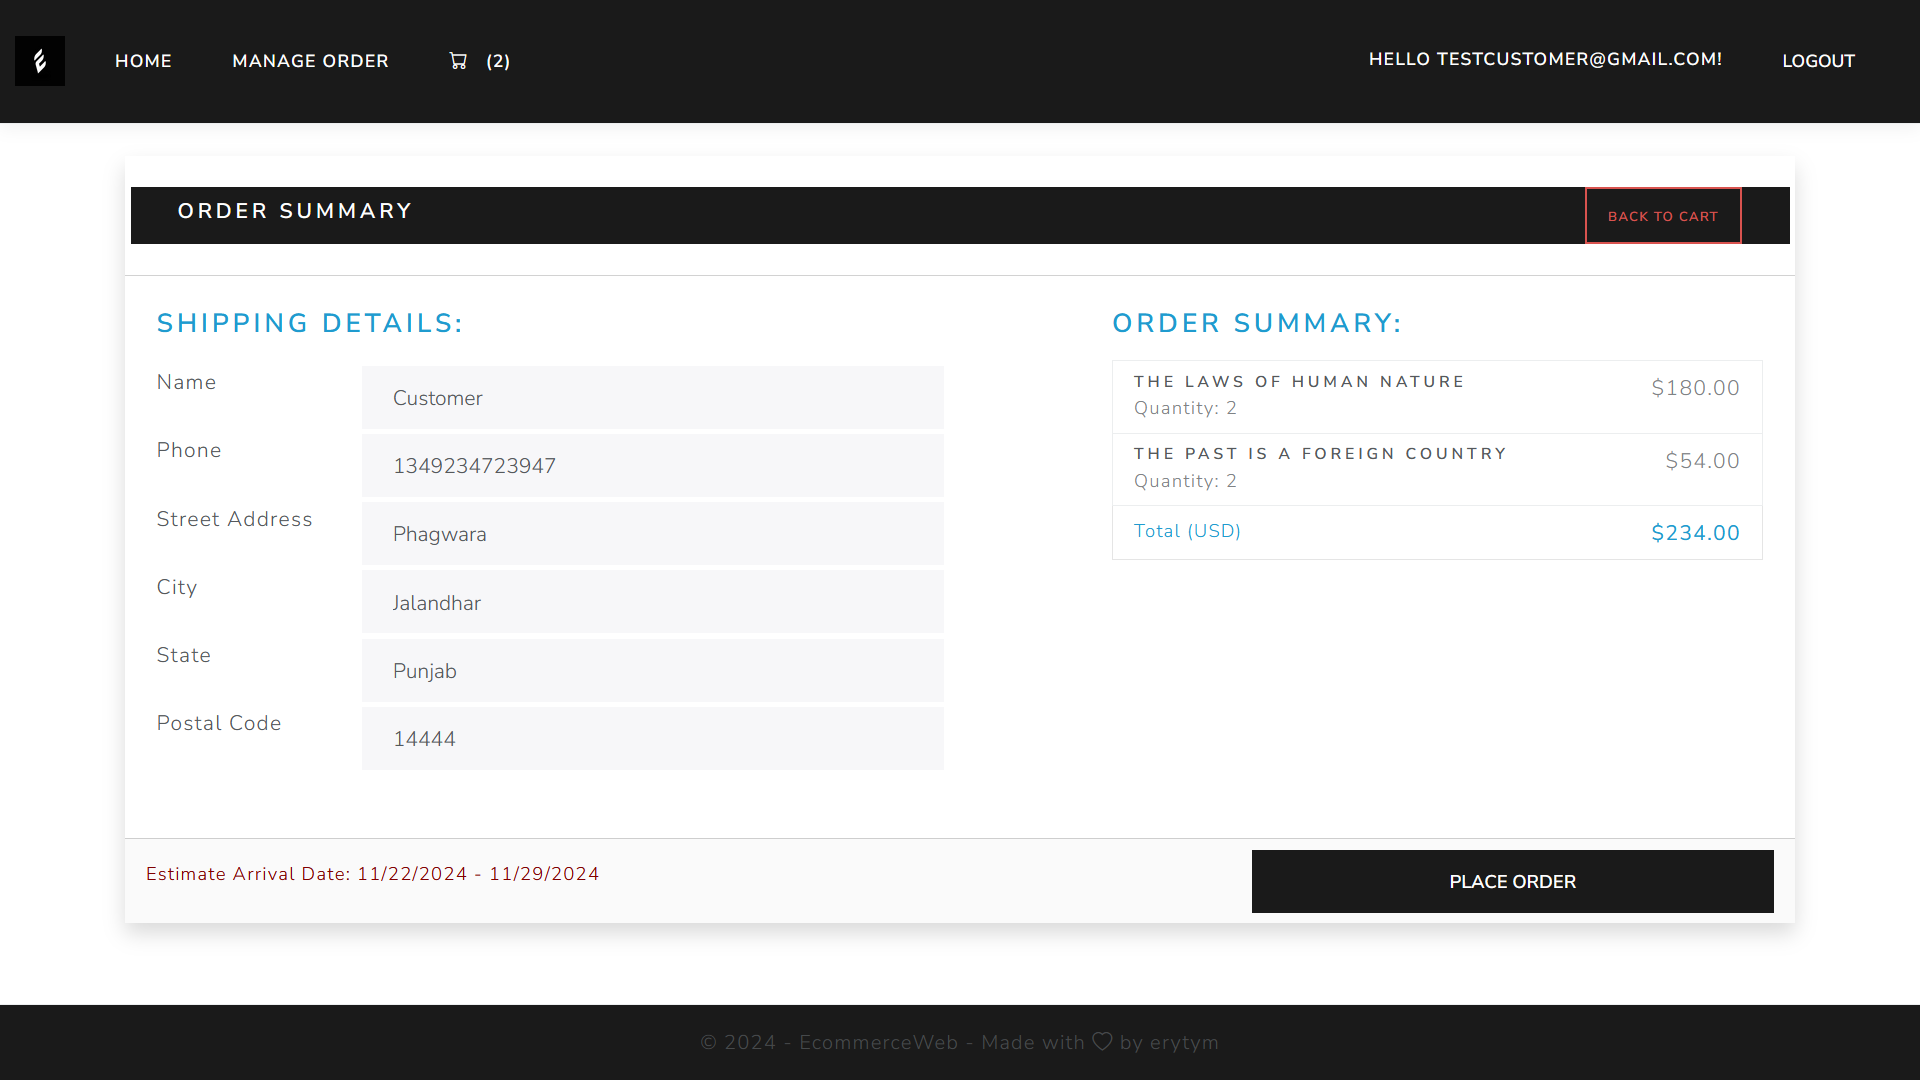 HOME
MANAGE ORDER
(2)
HELLO TESTCUSTOMER@GMAIL.COM!
LOGOUT
ORDER SUMMARY
BACK TO CART
SHIPPING DETAILS:
Name
Customer
Phone
1349234723947
Street Address
Phagwara
City
Jalandhar
State
Punjab
Postal Code
14444
ORDER SUMMARY:
THE LAWS OF HUMAN NATURE
$180.00
Quantity: 2
THE PAST IS A FOREIGN COUNTRY
$54.00
Quantity: 2
Total (USD)
$234.00
Estimate Arrival Date: 11/22/2024 - 11/29/2024
PLACE ORDER
© 2024 - EcommerceWeb - Made with ♡ by erytym